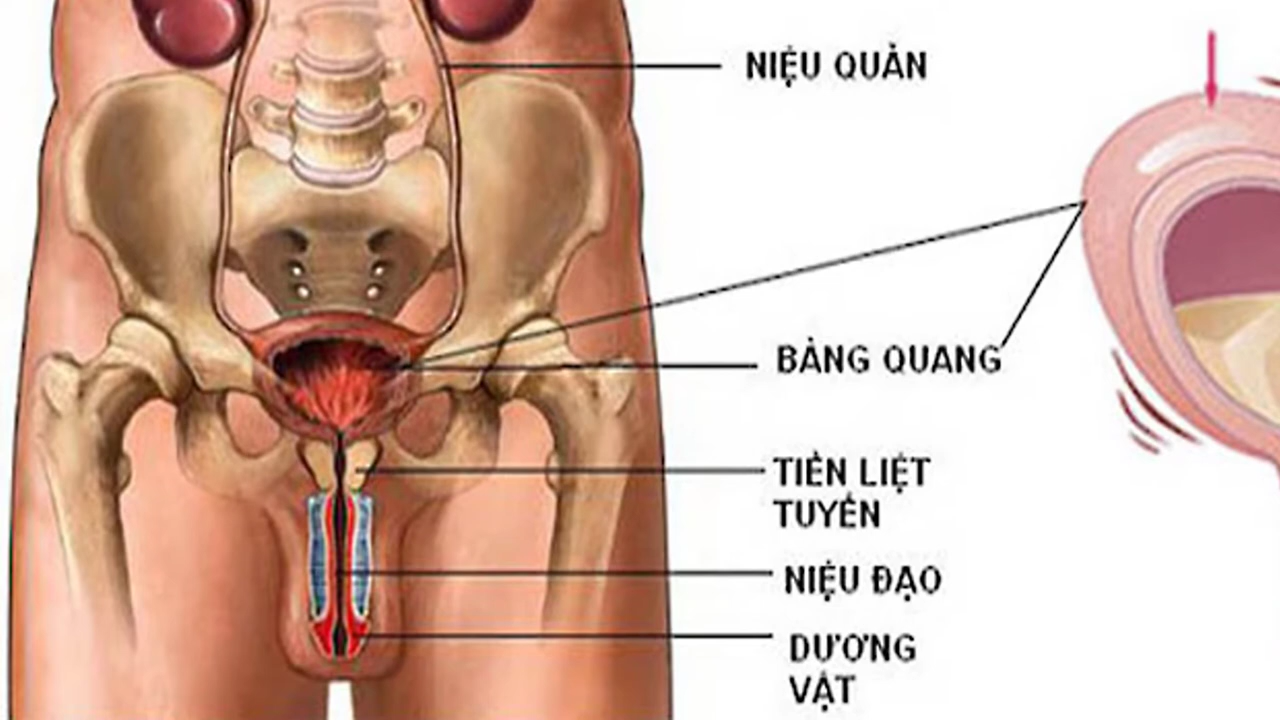 NIỆU QUẢN
BÀNG QUANG
TIỀN LIỆT
TUYẾN
NIỆU ĐẠO
DƯƠNG
VẬT